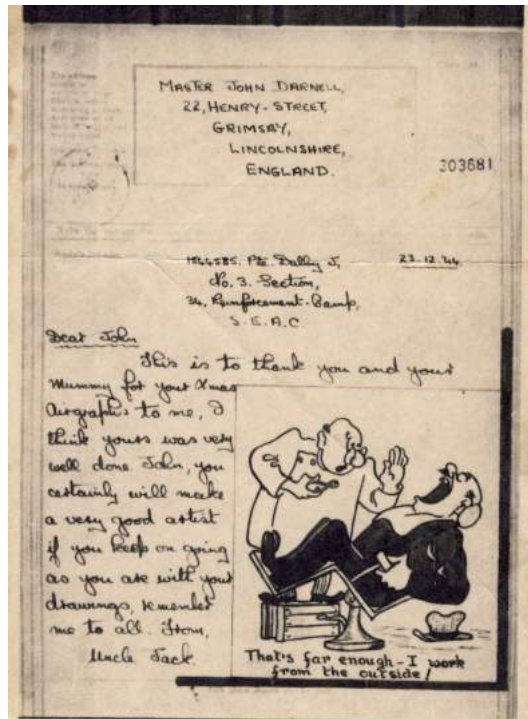 MASTER JOHN DARNELL,
22, HENRY-STREET,
GRIMSBY,
LINCOLNSHIRE,
ENGLAND.
303681
Pte. Dalby J,
23.12.'44
No. 3. Section,
34, Reinforcement-Camp,
S.E.A.C
Dear John
This is to thank you and your
Mummy for your Xmas
Airgraphs to me, I
think yours was very
well done John, you
certainly will make
a very good artist
if you keep on going
as you are with your
drawings, remember
me to all. From,
Uncle Jack.
That's far enough - I work
from the outside!